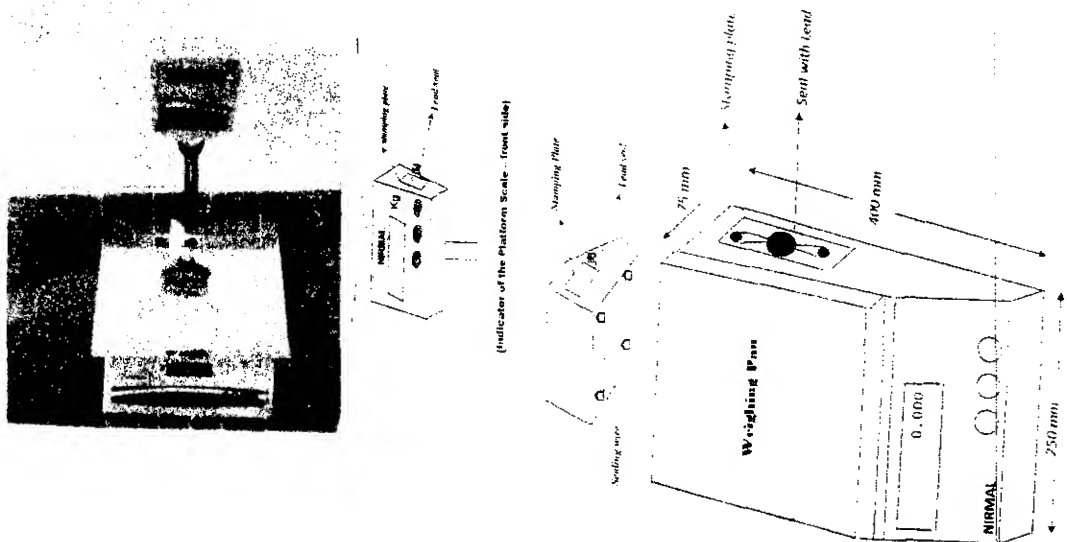 Stamping plate
Lead seal
Kg
NIRMAL
(Indicator of the Platform Scale - front side)
Stamping Plate
Lead seal
Sealing wire
Stamping plate
Seal with Lead
75 mm
400 mm
Weighing Pan
0.000
NIRMAL
250 mm